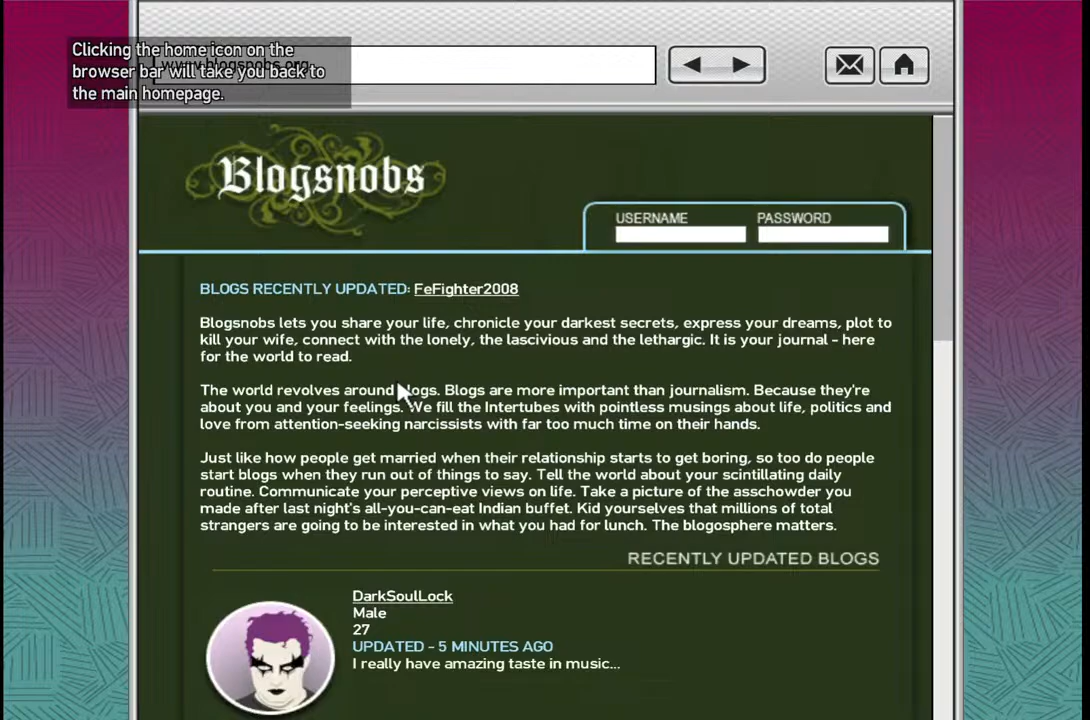 Clicking the home icon on the
browser bar will take you back to
the main homepage.
www.blogsnobs.org
Blogsnobs
USERNAME PASSWORD
BLOGS RECENTLY UPDATED: FeFighter2008
Blogsnobs lets you share your life, chronicle your darkest secrets, express your dreams, plot to
kill your wife, connect with the lonely, the lascivious and the lethargic. It is your journal - here
for the world to read.
The world revolves around blogs. Blogs are more important than journalism. Because they're
about you and your feelings. We fill the Intertubes with pointless musings about life, politics and
love from attention-seeking narcissists with far too much time on their hands.
Just like how people get married when their relationship starts to get boring, so too do people
start blogs when they run out of things to say. Tell the world about your scintillating daily
routine. Communicate your perceptive views on life. Take a picture of the asschowder you
made after last night's all-you-can-eat Indian buffet. Kid yourselves that millions of total
strangers are going to be interested in what you had for lunch. The blogosphere matters.
RECENTLY UPDATED BLOGS
DarkSoulLock
Male
27
UPDATED - 5 MINUTES AGO
I really have amazing taste in music...